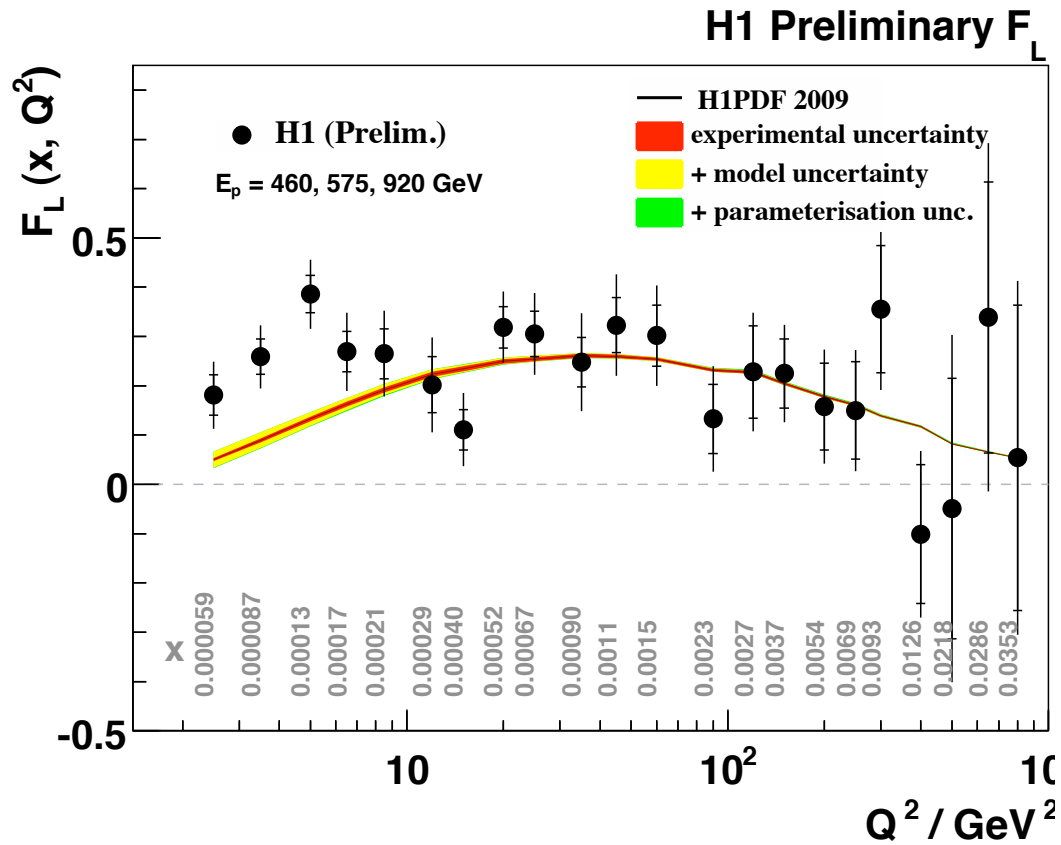 H1 Preliminary F_L
F_L (x, Q²)
H1 (Prelim.)
E_p = 460, 575, 920 GeV
H1PDF 2009
experimental uncertainty
+ model uncertainty
+ parameterisation unc.
0.5
0
-0.5
x
0.000059
0.000087
0.00013
0.00017
0.00021
0.00029
0.00040
0.00052
0.00067
0.00090
0.0011
0.0015
0.0023
0.0027
0.0037
0.0054
0.0069
0.0093
0.0126
0.0218
0.0286
0.0353
10
10²
10
Q² / GeV²